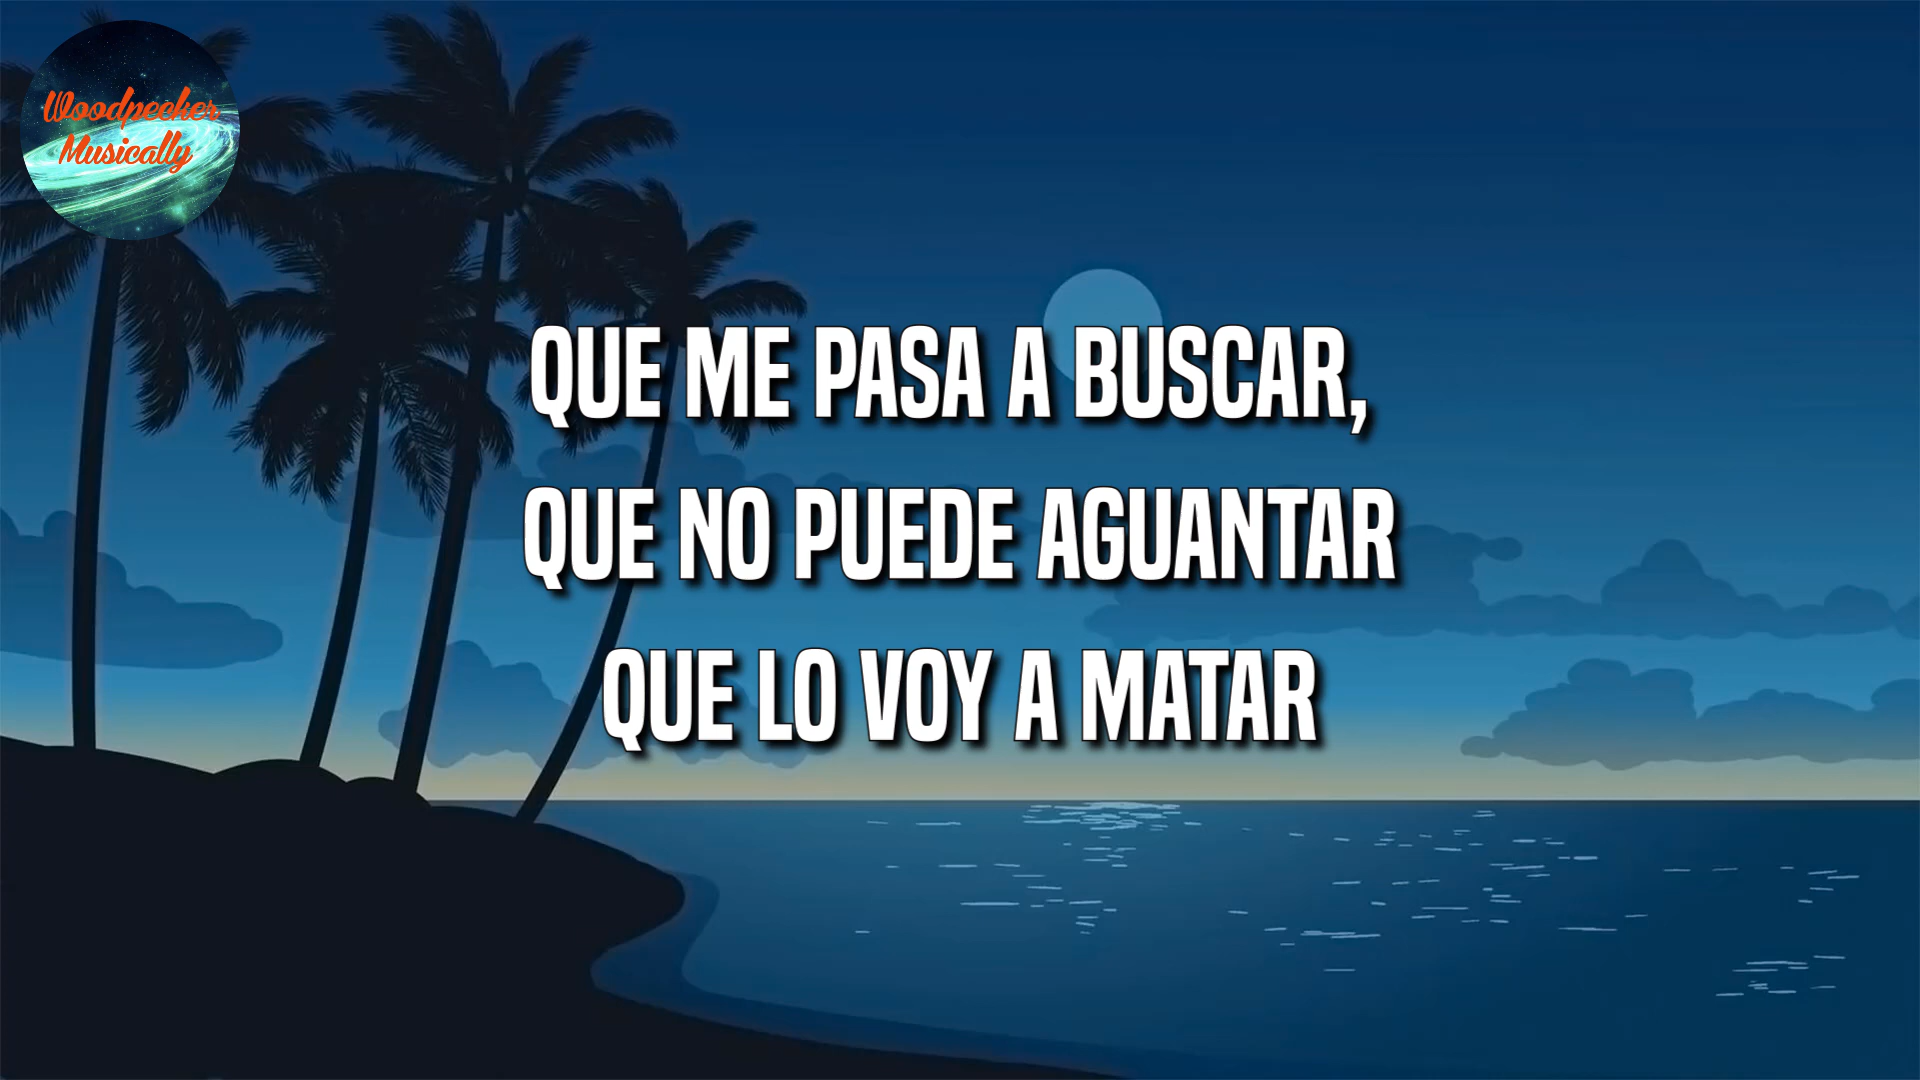 Woodpecker
Musically
QUE ME PASA A BUSCAR,
QUE NO PUEDE AGUANTAR
QUE LO VOY A MATAR